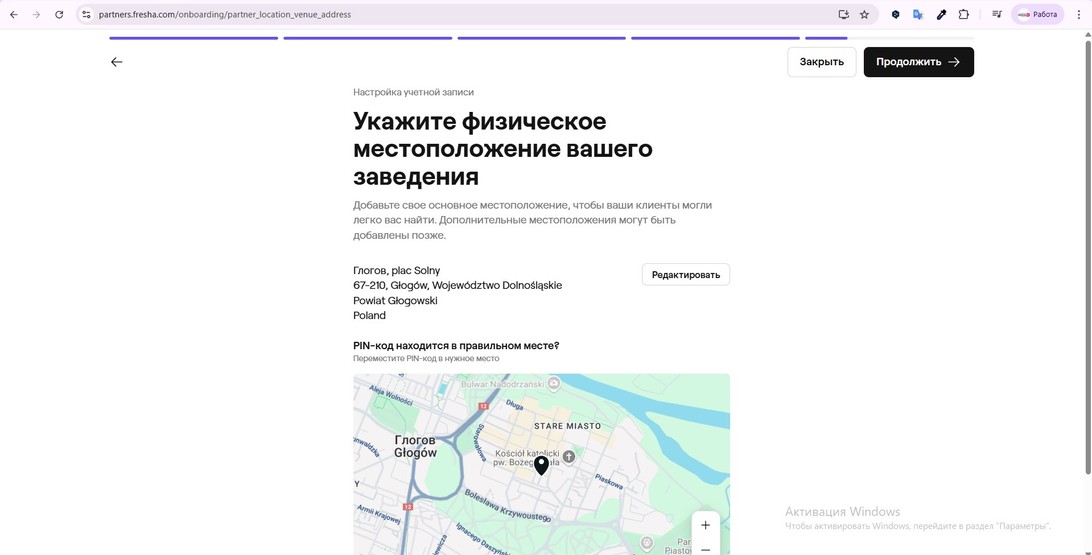 partners.fresha.com/onboarding/partner_location_venue_address
Работа
Закрыть
Продолжить
Настройка учетной записи
Укажите физическое
местоположение вашего
заведения
Добавьте свое основное местоположение, чтобы ваши клиенты могли
легко вас найти. Дополнительные местоположения могут быть
добавлены позже.
Глогов, plac Solny
67-210, Głogów, Województwo Dolnośląskie
Powiat Głogowski
Poland
Редактировать
PIN-код находится в правильном месте?
Переместите PIN-код в нужное место
Bulwar Nadodrzański
Aleja Wolności
12
Długa
STARE MIASTO
Глогов
Głogów
Starowałowa
Kościół katolicki
pw. Bożego
Piaskowa
Bolesława Krzywoustego
12
Armii Krajowej
Ignacego Daszyńs
Par
Piastow
+
−
Активация Windows
Чтобы активировать Windows, перейдите в раздел "Параметры".